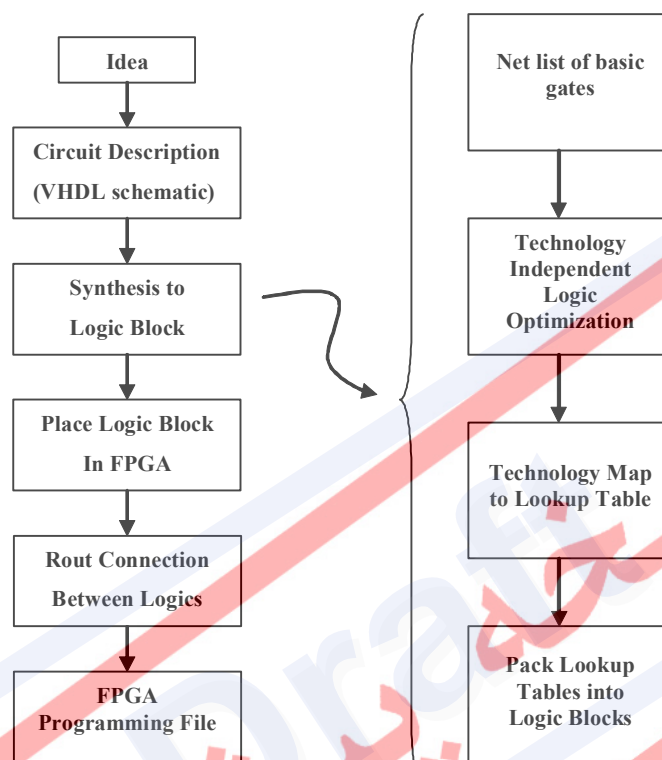 Idea
Circuit Description
(VHDL schematic)
Synthesis to
Logic Block
Place Logic Block
In FPGA
Rout Connection
Between Logics
FPGA
Programming File
Net list of basic
gates
Technology
Independent
Logic
Optimization
Technology Map
to Lookup Table
Pack Lookup
Tables into
Logic Blocks
Draft